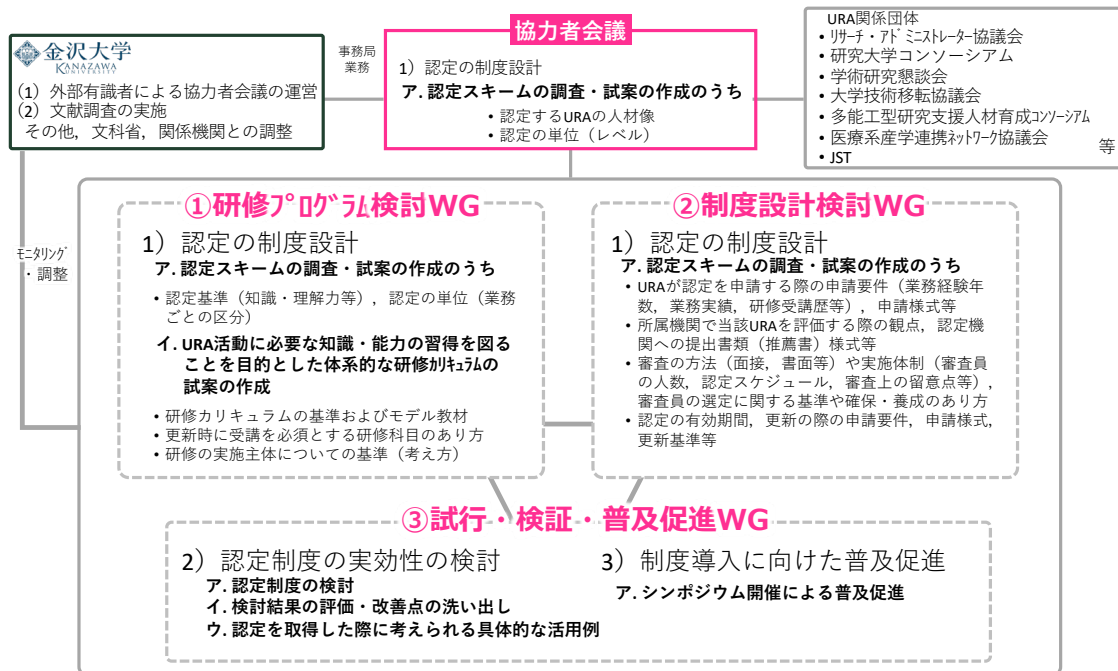 金沢大学
KANAZAWA
UNIVERSITY
(1) 外部有識者による協力者会議の運営
(2) 文献調査の実施
その他，文科省，関係機関との調整
事務局
業務
協力者会議
1）認定の制度設計
ア. 認定スキームの調査・試案の作成のうち
• 認定するURAの人材像
• 認定の単位（レベル）
URA関係団体
• ﾘｻｰﾁ・ｱﾄﾞﾐﾆｽﾄﾚｰﾀｰ協議会
• 研究大学コンソーシアム
• 学術研究懇談会
• 大学技術移転協議会
• 多能工型研究支援人材育成ｺﾝｿｰｼｱﾑ
• 医療系産学連携ﾈｯﾄﾜｰｸ協議会
• JST
等
ﾓﾆﾀﾘﾝｸﾞ
・調整
①研修ﾌﾟﾛｸﾞﾗﾑ検討WG
1）認定の制度設計
ア. 認定スキームの調査・試案の作成のうち
• 認定基準（知識・理解力等），認定の単位（業務
ごとの区分）
イ. URA活動に必要な知識・能力の習得を図る
ことを目的とした体系的な研修ｶﾘｷｭﾗﾑの
試案の作成
• 研修カリキュラムの基準およびモデル教材
• 更新時に受講を必須とする研修科目のあり方
• 研修の実施主体についての基準（考え方）
②制度設計検討WG
1）認定の制度設計
ア. 認定スキームの調査・試案の作成のうち
• URAが認定を申請する際の申請要件（業務経験年
数，業務実績，研修受講歴等），申請様式等
• 所属機関で当該URAを評価する際の観点，認定機
関への提出書類（推薦書）様式等
• 審査の方法（面接，書面等）や実施体制（審査員
の人数，認定スケジュール，審査上の留意点等），
審査員の選定に関する基準や確保・養成のあり方
• 認定の有効期間，更新の際の申請要件，申請様式，
更新基準等
③試行・検証・普及促進WG
2）認定制度の実効性の検討
ア. 認定制度の検討
イ. 検討結果の評価・改善点の洗い出し
ウ. 認定を取得した際に考えられる具体的な活用例
3）制度導入に向けた普及促進
ア. シンポジウム開催による普及促進